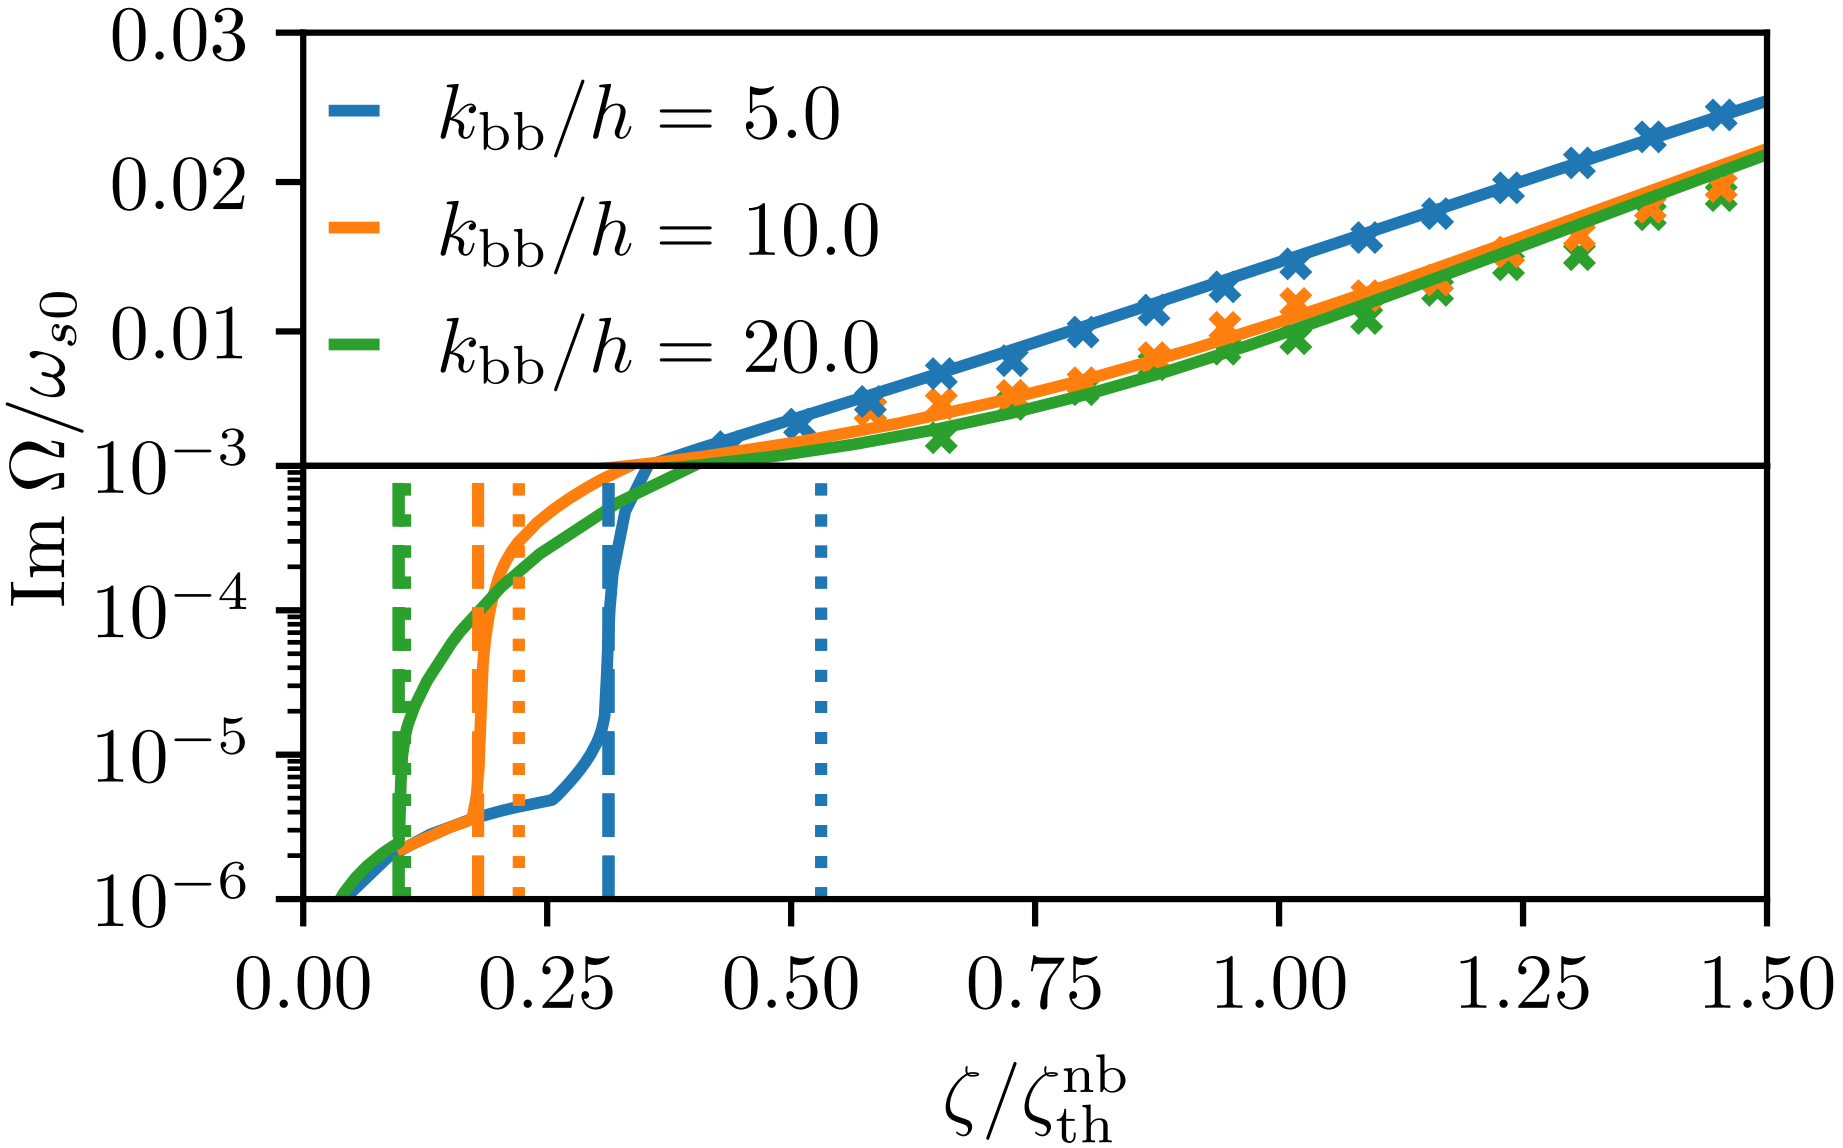 0.03
0.02
0.01
10⁻³
10⁻⁴
10⁻⁵
10⁻⁶
Im Ω/ω_{s0}
k_{bb}/h = 5.0
k_{bb}/h = 10.0
k_{bb}/h = 20.0
0.00 0.25 0.50 0.75 1.00 1.25 1.50
ζ/ζ_{th}^{nb}